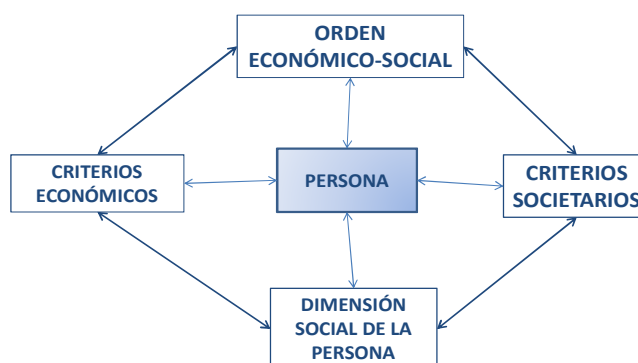 ORDEN
ECONÓMICO-SOCIAL
CRITERIOS
ECONÓMICOS
PERSONA
CRITERIOS
SOCIETARIOS
DIMENSIÓN
SOCIAL DE LA
PERSONA